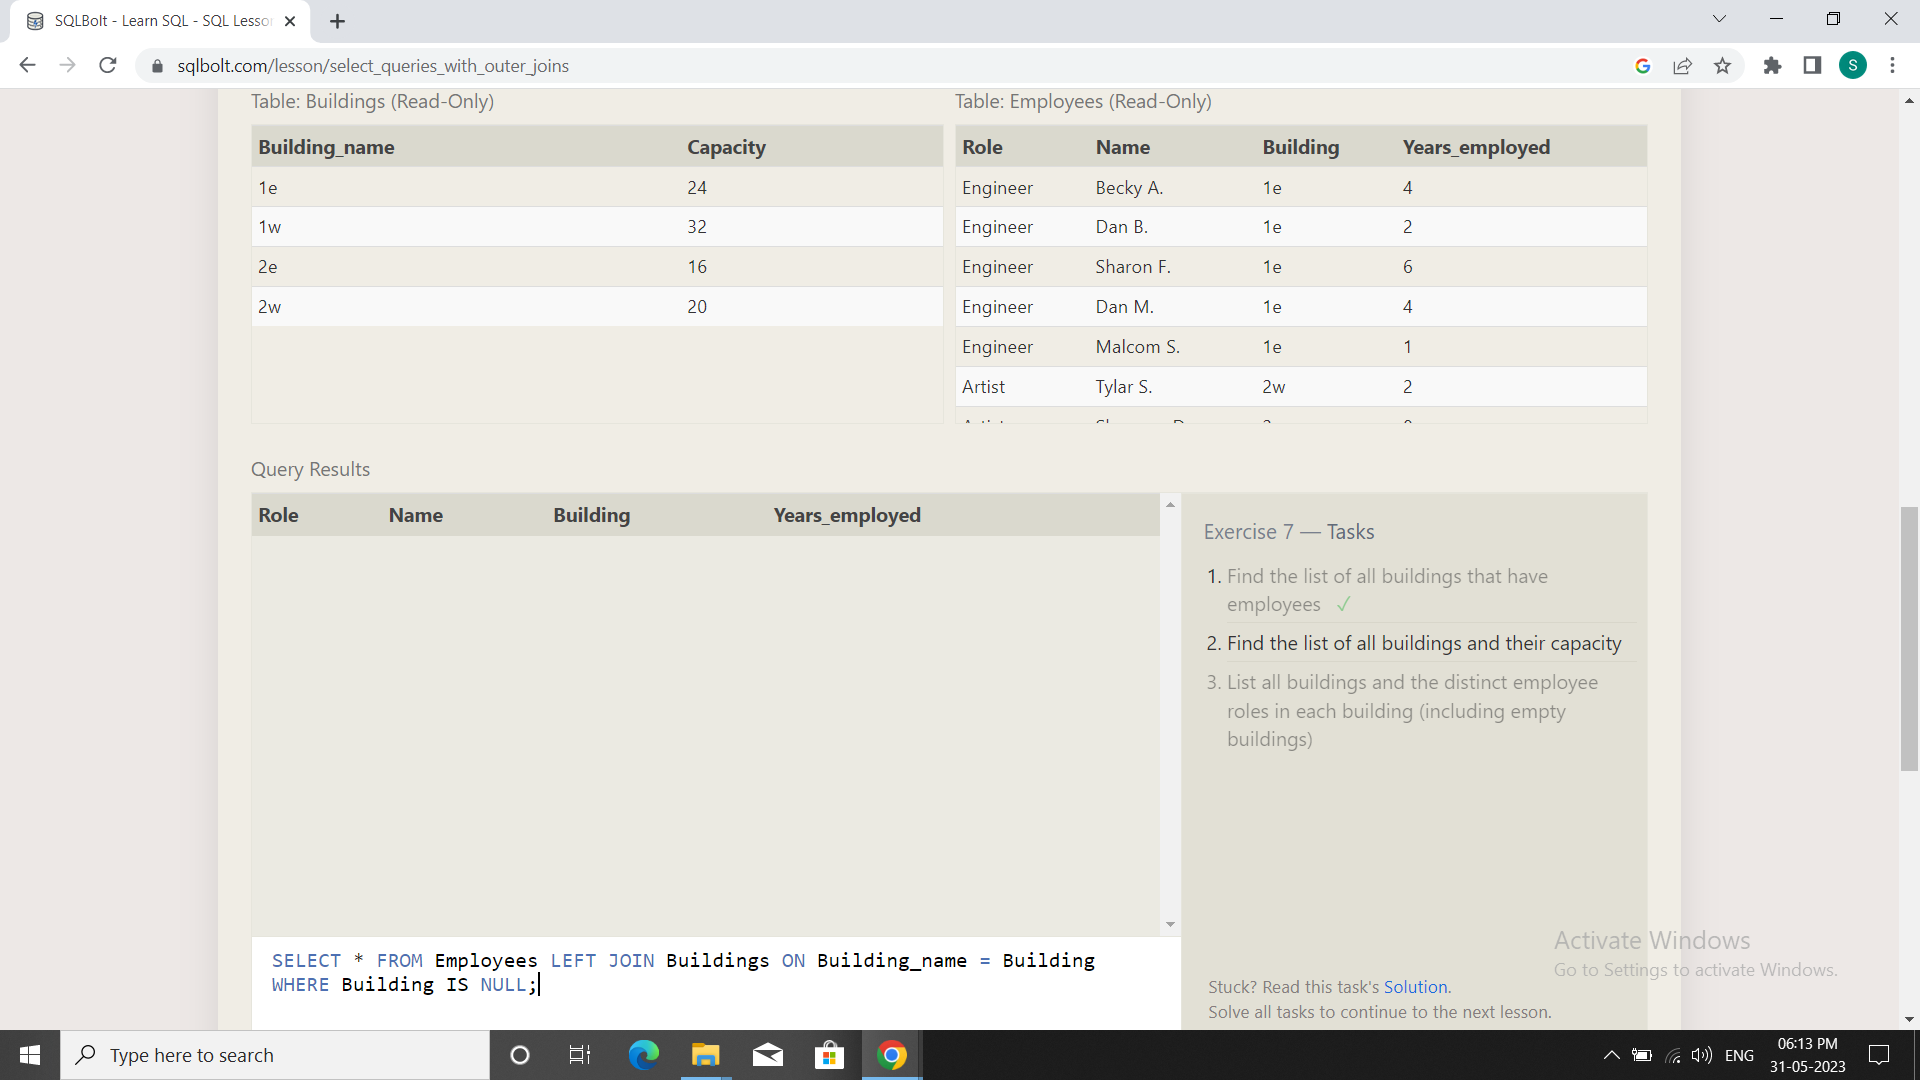 SQLBolt - Learn SQL - SQL Lesson
sqlbolt.com/lesson/select_queries_with_outer_joins
S
Table: Buildings (Read-Only)
Building_name Capacity
1e 24
1w 32
2e 16
2w 20
Table: Employees (Read-Only)
Role Name Building Years_employed
Engineer Becky A. 1e 4
Engineer Dan B. 1e 2
Engineer Sharon F. 1e 6
Engineer Dan M. 1e 4
Engineer Malcom S. 1e 1
Artist Tylar S. 2w 2
Query Results
Role Name Building Years_employed
Exercise 7 — Tasks
1. Find the list of all buildings that have
employees ✓
2. Find the list of all buildings and their capacity
3. List all buildings and the distinct employee
roles in each building (including empty
buildings)
SELECT * FROM Employees LEFT JOIN Buildings ON Building_name = Building
WHERE Building IS NULL;
Activate Windows
Go to Settings to activate Windows.
Stuck? Read this task's Solution.
Solve all tasks to continue to the next lesson.
Type here to search
ENG
06:13 PM
31-05-2023